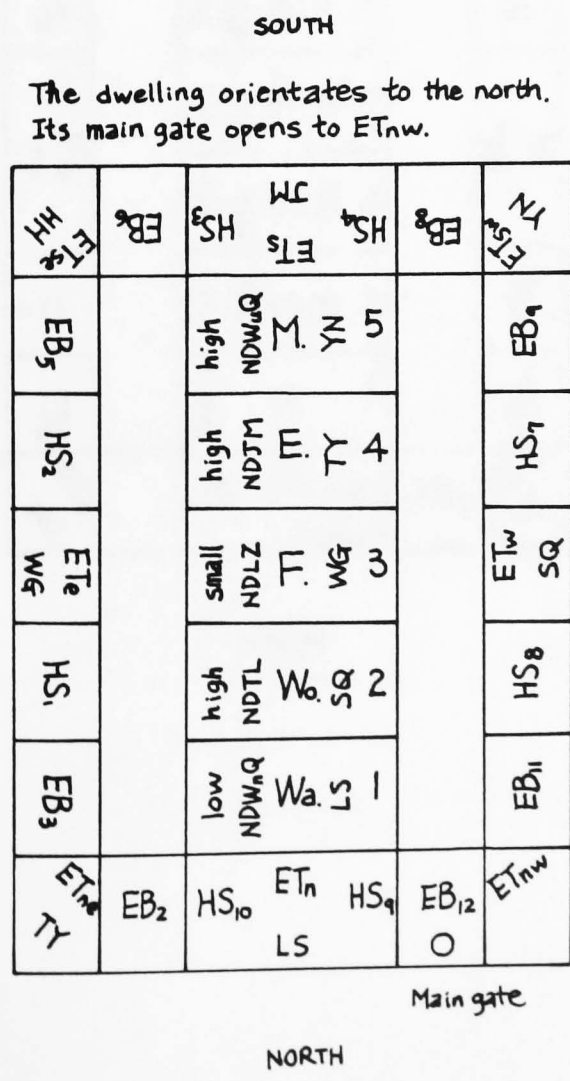 SOUTH
The dwelling orientates to the north.
Its main gate opens to ETnw.
HH ETse EB6 HS3 JM ETs HS4 EB8 YN ETsw
EB5 high NDWuQ M. YN 5 EB9
HS2 high NDJM E. TY 4 HS7
ETe WG small NDLZ F. WG 3 ETw SQ
HS1 high NDTL Wo. SQ 2 HS8
EB3 low NDWnQ Wa. LS 1 EB11
ETne TY EB2 HS10 ETn LS HS9 EB12 O ETnw
Main gate
NORTH